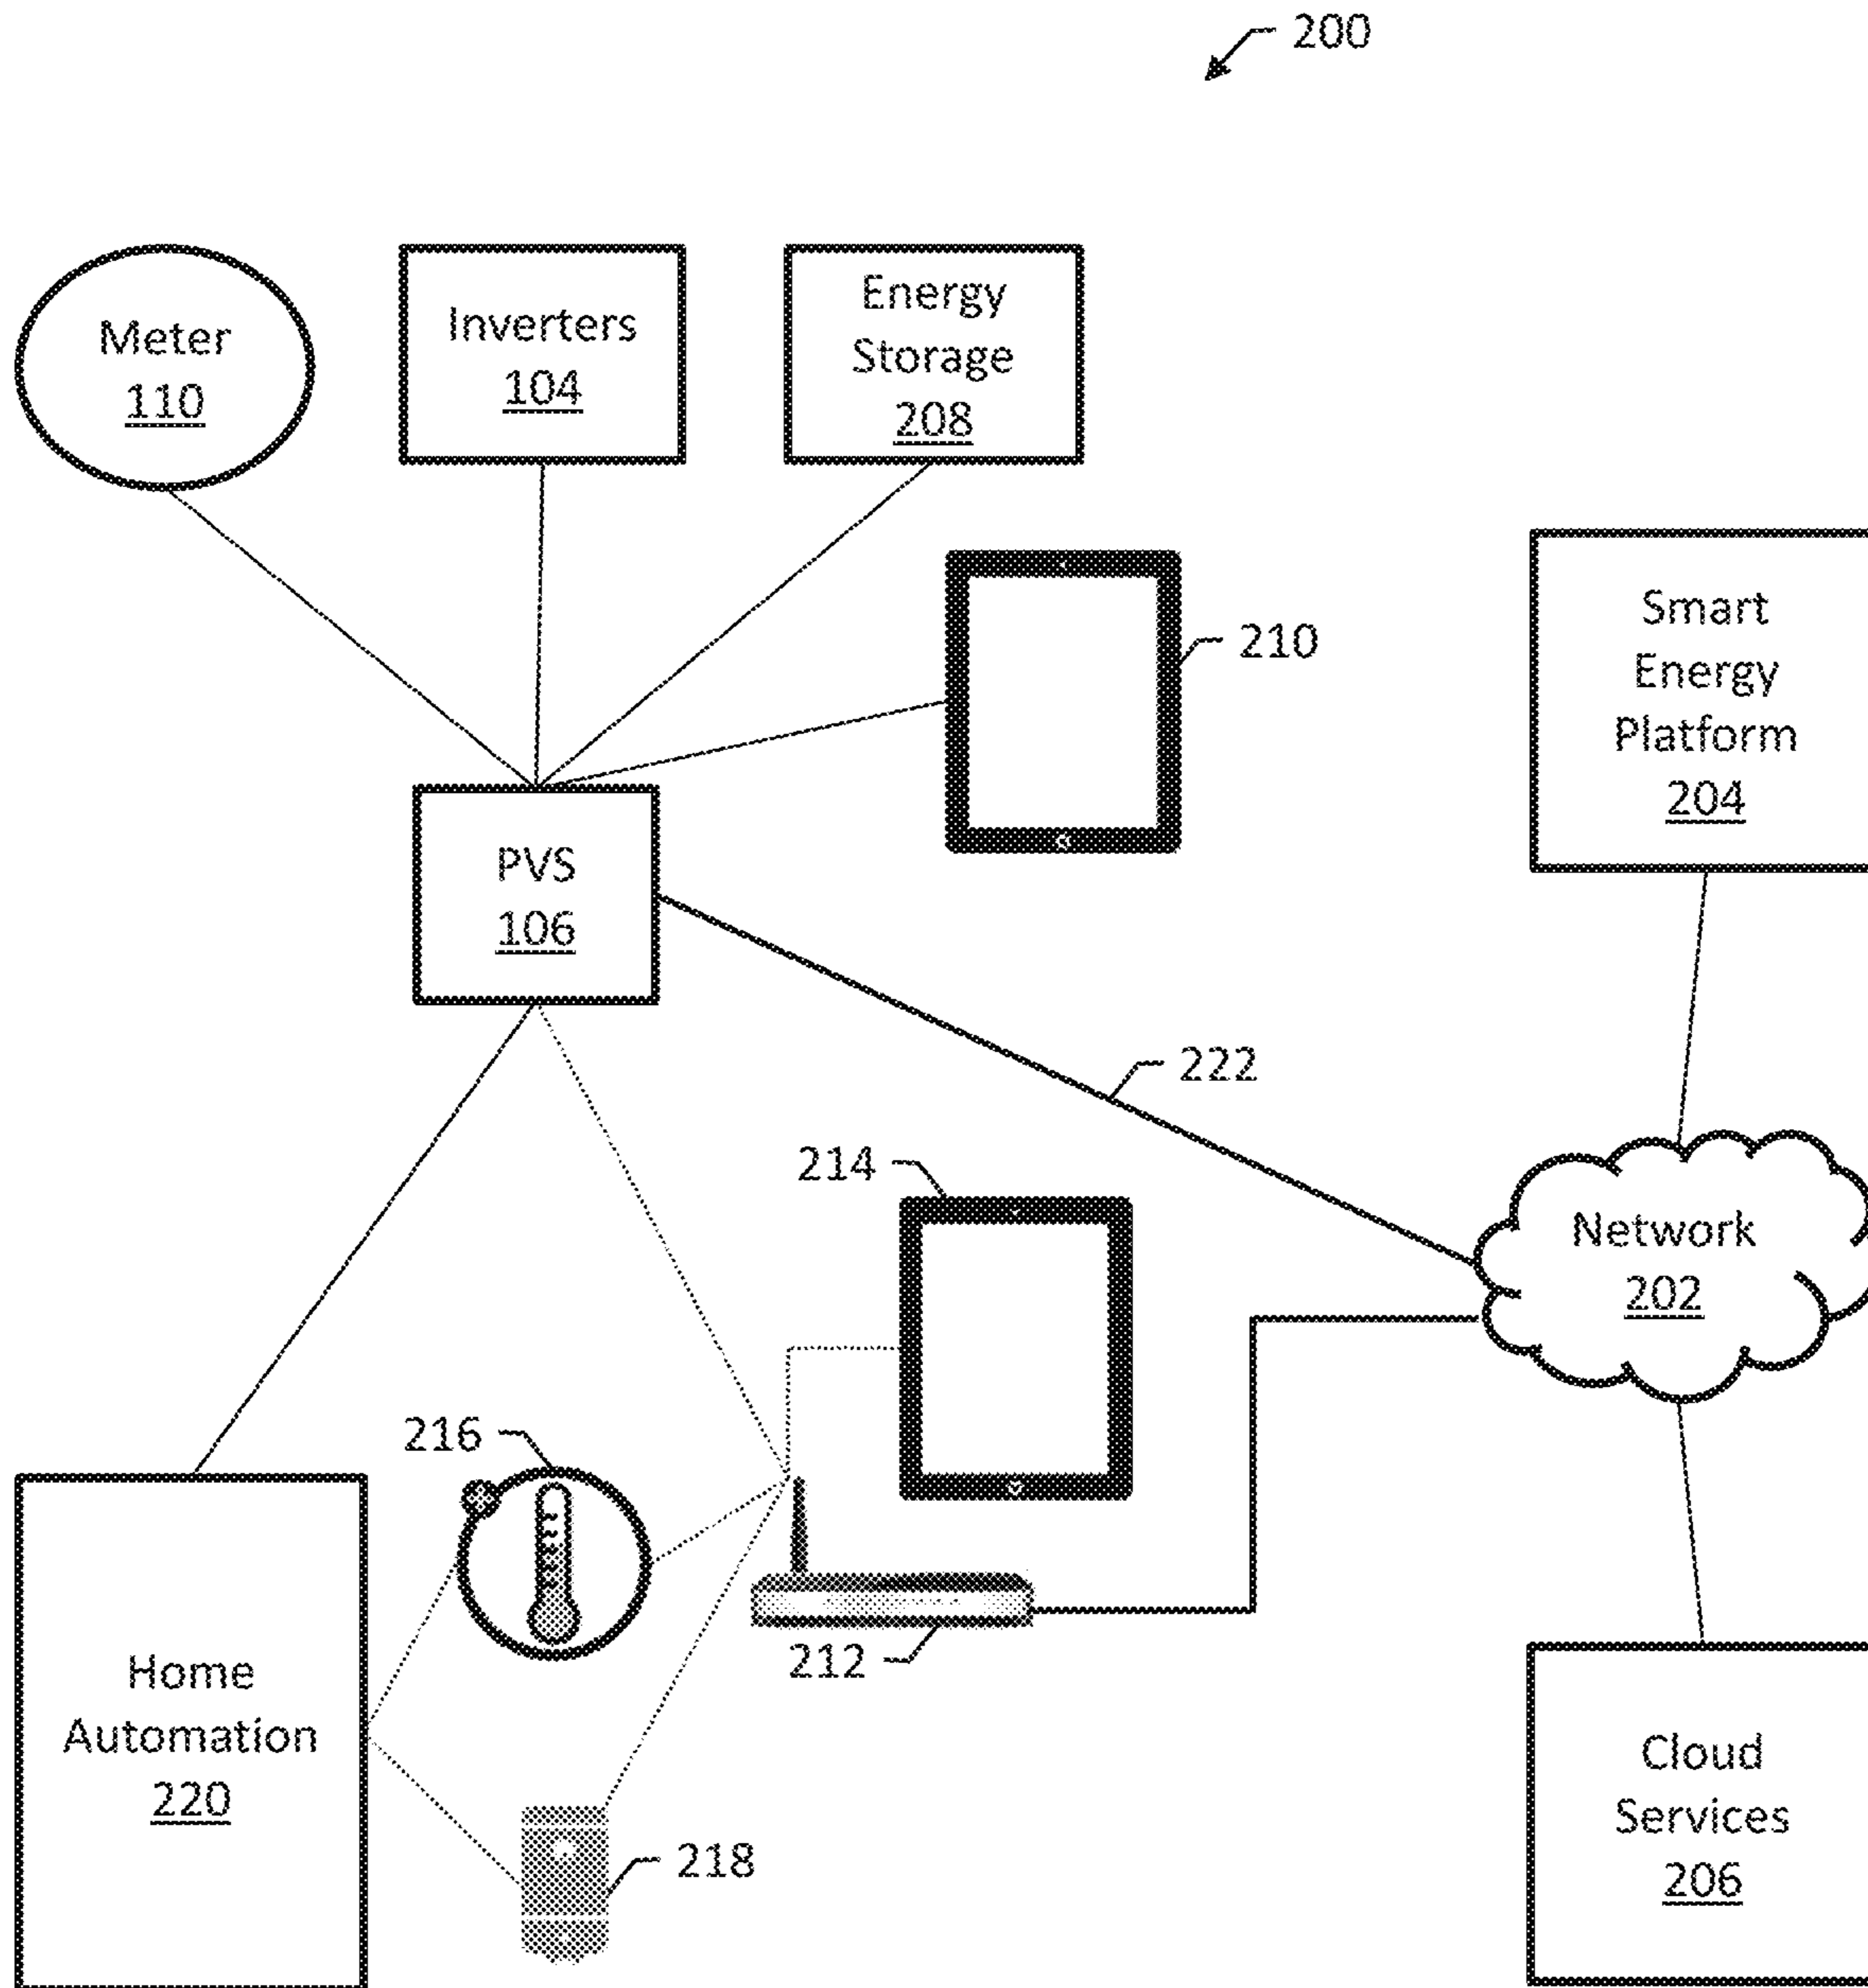 200
Meter
110
Inverters
104
Energy
Storage
208
210
Smart
Energy
Platform
204
PVS
106
222
214
Network
202
216
212
Home
Automation
220
218
Cloud
Services
206